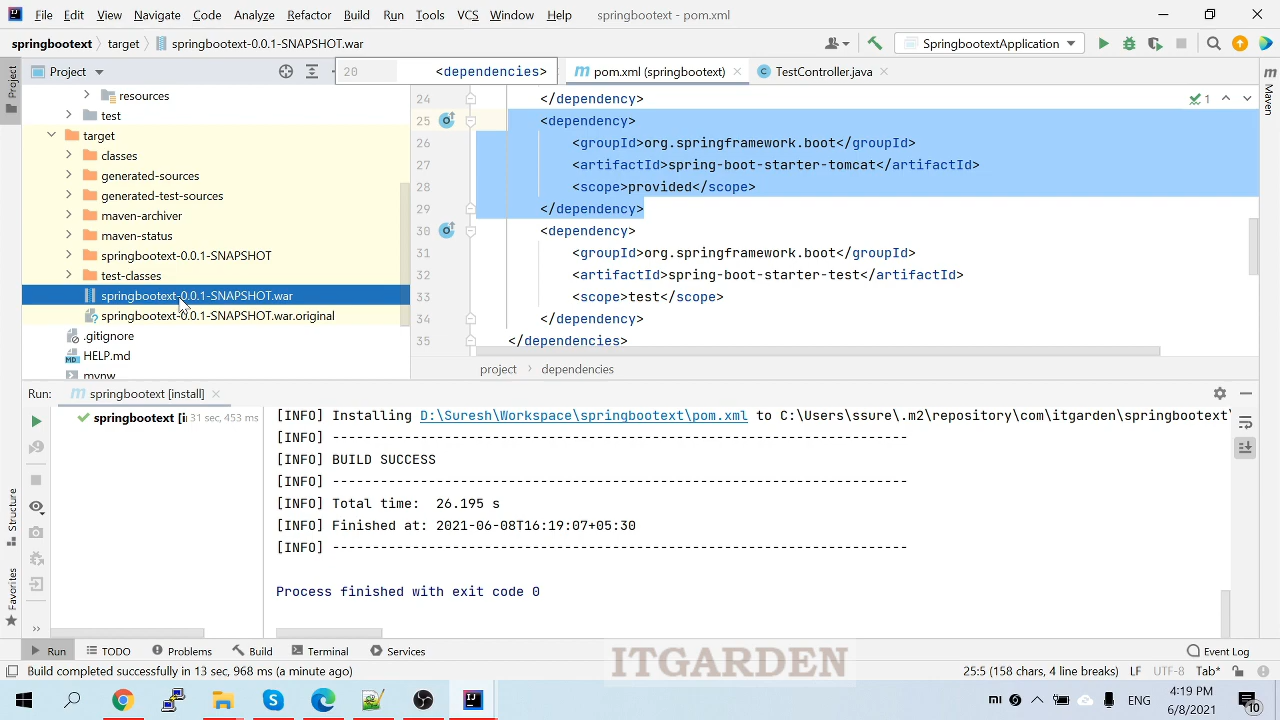 File Edit View Navigate Code Analyze Refactor Build Run Tools VCS Window Help springbootext - pom.xml
springbootext target springbootext-0.0.1-SNAPSHOT.war SpringbootextApplication
Project
20 <dependencies>
pom.xml (springbootext) TestController.java
Project
Maven
resources
test
target
classes
generated-sources
generated-test-sources
maven-archiver
maven-status
springbootext-0.0.1-SNAPSHOT
test-classes
springbootext-0.0.1-SNAPSHOT.war
springbootext-0.0.1-SNAPSHOT.war.original
.gitignore
HELP.md
mvnw
24 </dependency>
1
25 <dependency>
26 <groupId>org.springframework.boot</groupId>
27 <artifactId>spring-boot-starter-tomcat</artifactId>
28 <scope>provided</scope>
29 </dependency>
30 <dependency>
31 <groupId>org.springframework.boot</groupId>
32 <artifactId>spring-boot-starter-test</artifactId>
33 <scope>test</scope>
34 </dependency>
35 </dependencies>
project dependencies
Run: springbootext [install]
springbootext [i 31 sec, 453 ms
[INFO] Installing D:\Suresh\Workspace\springbootext\pom.xml to C:\Users\ssure\.m2\repository\com\itgarden\springbootext\
[INFO] ------------------------------------------------------------------------
[INFO] BUILD SUCCESS
[INFO] ------------------------------------------------------------------------
[INFO] Total time:  26.195 s
[INFO] Finished at: 2021-06-08T16:19:07+05:30
[INFO] ------------------------------------------------------------------------
Process finished with exit code 0
Structure
Favorites
Run TODO Problems Build Terminal Services Event Log
ITGARDEN
Build completed successfully in 13 sec, 968 ms (a minute ago) 25:5 (158 chars, 4 line breaks) LF UTF-8 Tab*
ENG
4:19 PM
6/8/2021
10